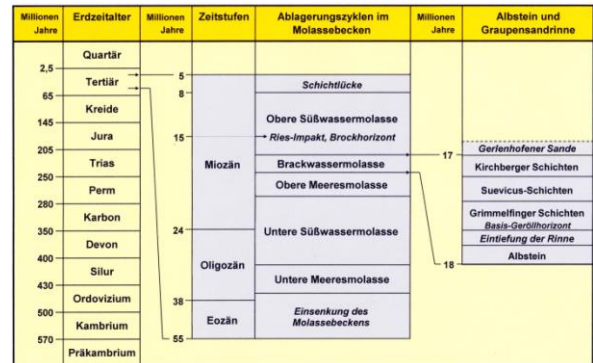 Millionen Jahre
Erdzeitalter
Millionen Jahre
Zeitstufen
Ablagerungszyklen im Molassebecken
Millionen Jahre
Albstein und Graupensandrinne
Quartär
2,5
Tertiär
65
Kreide
145
Jura
205
Trias
250
Perm
280
Karbon
350
Devon
400
Silur
430
Ordovizium
500
Kambrium
570
Präkambrium
5
8
15
24
38
55
Miozän
Oligozän
Eozän
Schichtlücke
Obere Süßwassermolasse
Ries-Impakt, Brockhorizont
Brackwassermolasse
Obere Meeresmolasse
Untere Süßwassermolasse
Untere Meeresmolasse
Einsenkung des
Molassebeckens
17
18
Gerlenhofener Sande
Kirchberger Schichten
Suevicus-Schichten
Grimmelfinger Schichten
Basis-Geröllhorizont
Eintiefung der Rinne
Albstein